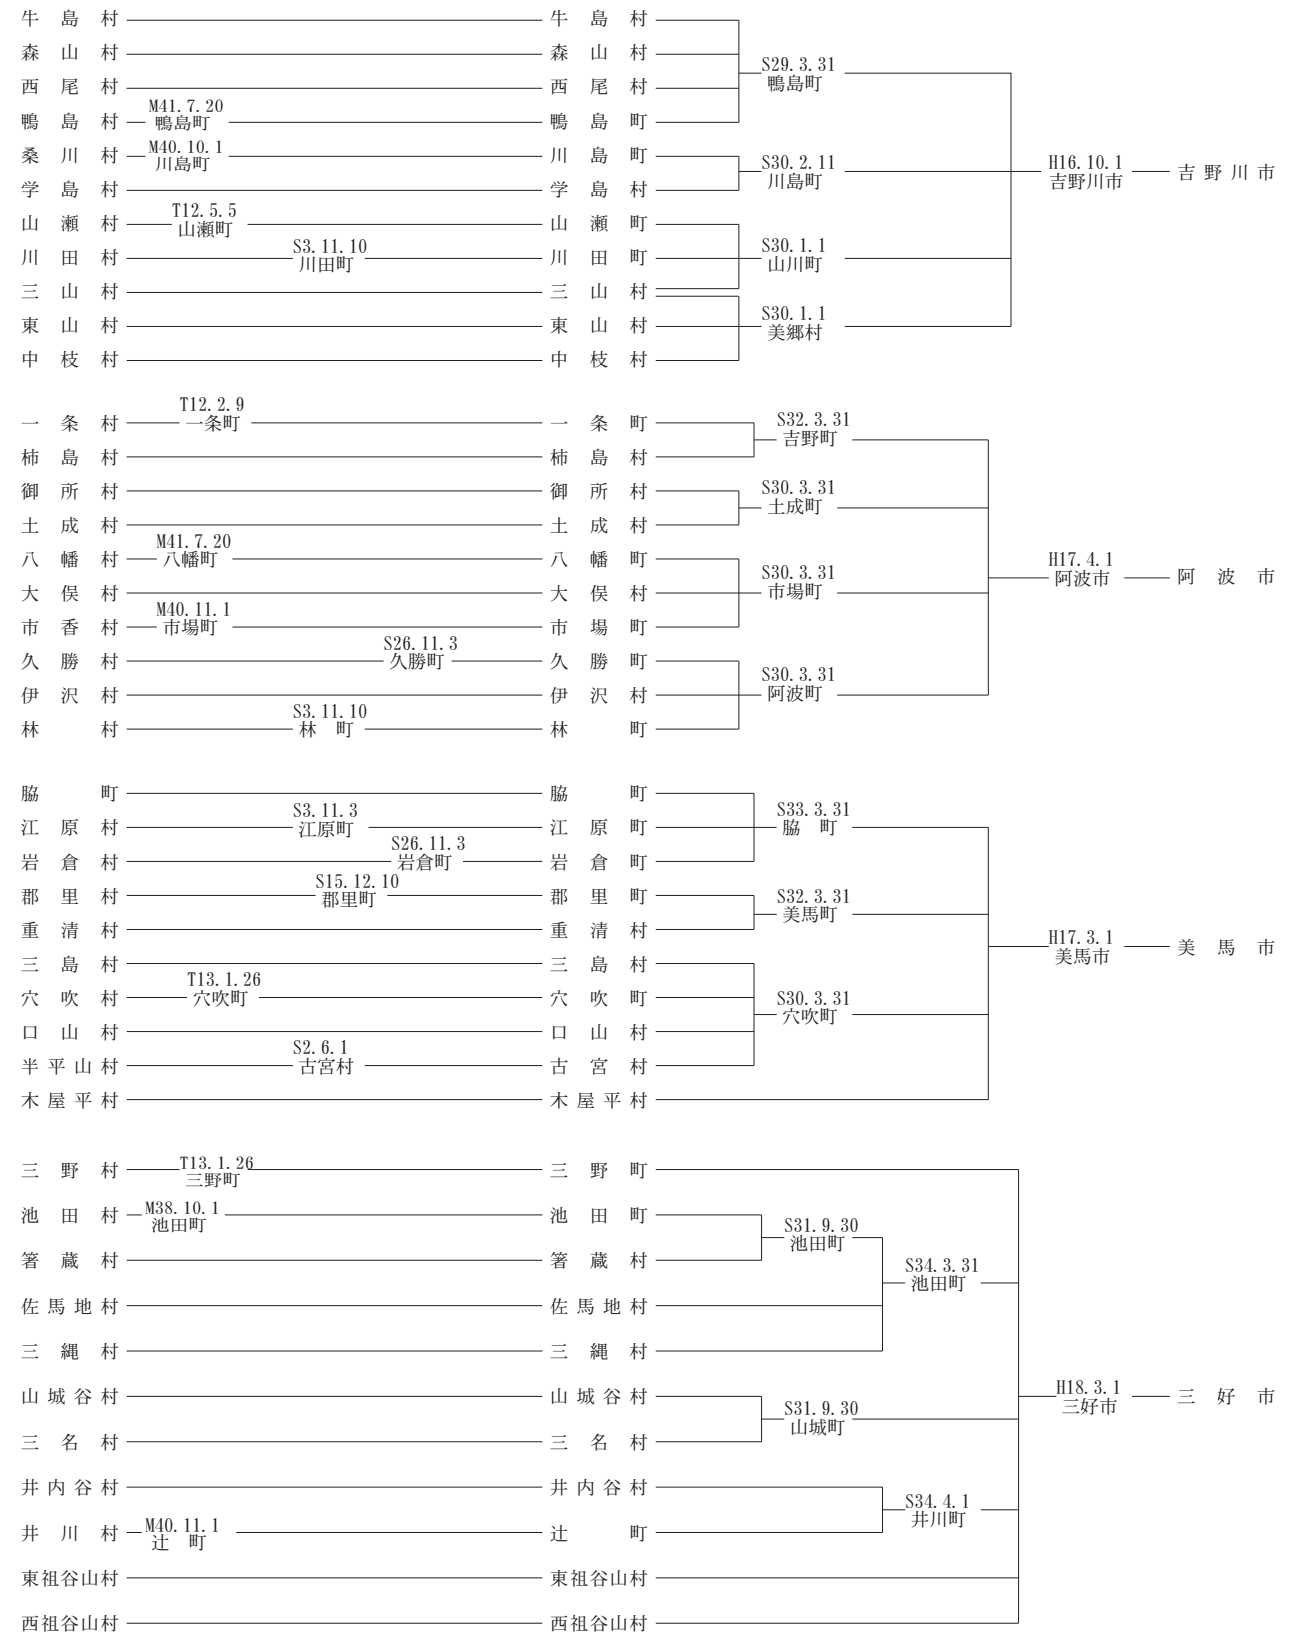 牛島村 牛島村
森山村 森山村
S29.3.31
西尾村 西尾村 鴨島町
M41.7.20
鴨島村 鴨島町 鴨島町
M40.10.1
桑川村 川島町 川島町 S30.2.11 H16.10.1
川島町 吉野川市 吉野川市
学島村 学島村
T12.5.5
山瀬村 山瀬町 山瀬町
S3.11.10 S30.1.1
川田村 川田町 川田町 山川町
三山村 三山村
S30.1.1
東山村 東山村 美郷村
中枝村 中枝村
T12.2.9
一条村 一条町 一条町 S32.3.31
吉野町
柿島村 柿島村
御所村 御所村 S30.3.31
土成町
土成村 土成村
M41.7.20
八幡村 八幡町 八幡町 H17.4.1
S30.3.31 阿波市 阿波市
大俣村 大俣村 市場町
M40.11.1
市香村 市場町 市場町
S26.11.3
久勝村 久勝町 久勝町
S30.3.31
伊沢村 伊沢村 阿波町
S3.11.10
林村 林町 林町
脇町 脇町
S3.11.3 S33.3.31
江原村 江原町 江原町 脇町
S26.11.3
岩倉村 岩倉町 岩倉町
S15.12.10
郡里村 郡里町 郡里町 S32.3.31
美馬町
重清村 重清村
H17.3.1
美馬市 美馬市
三島村 三島村
T13.1.26
穴吹村 穴吹町 穴吹町 S30.3.31
穴吹町
口山村 口山村
S2.6.1
半平山村 古宮村 古宮村
木屋平村 木屋平村
T13.1.26
三野村 三野町 三野町
M38.10.1
池田村 池田町 池田町 S31.9.30
池田町
箸蔵村 箸蔵村 S34.3.31
池田町
佐馬地村 佐馬地村
三縄村 三縄村
山城谷村 山城谷村 H18.3.1
三好市 三好市
S31.9.30
山城町
三名村 三名村
井内谷村 井内谷村
S34.4.1
井川町
M40.11.1
井川村 辻町 辻町
東祖谷山村 東祖谷山村
西祖谷山村 西祖谷山村